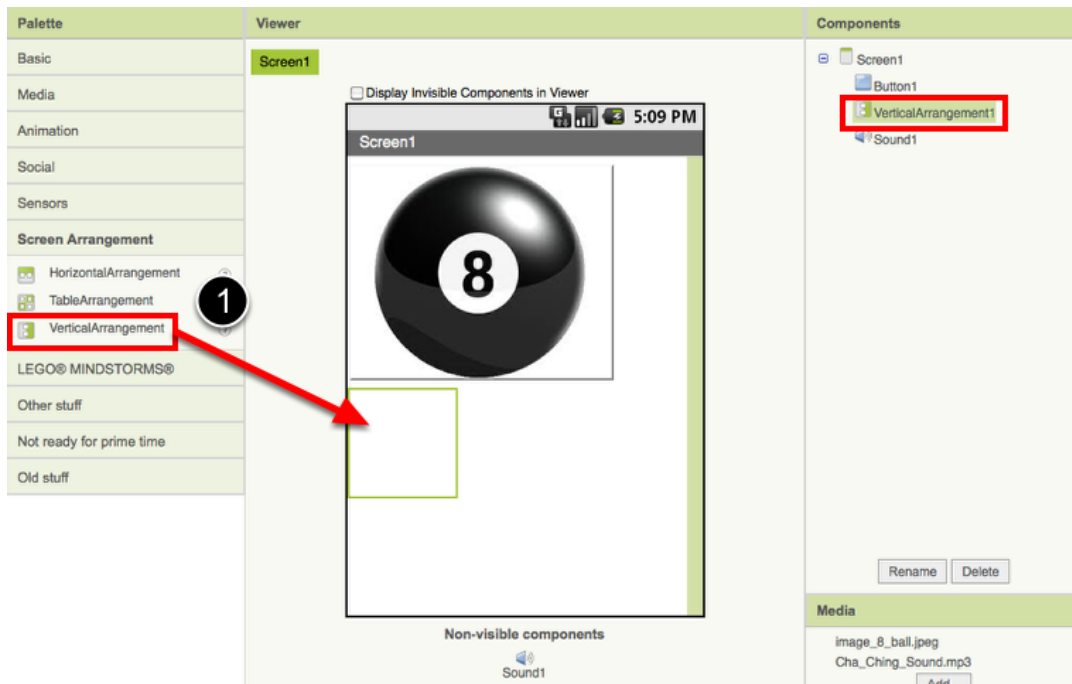 Palette
Basic
Media
Animation
Social
Sensors
Screen Arrangement
HorizontalArrangement
TableArrangement
VerticalArrangement
LEGO® MINDSTORMS®
Other stuff
Not ready for prime time
Old stuff
1
Viewer
Screen1
Display Invisible Components in Viewer
5:09 PM
Screen1
8
Non-visible components
Sound1
Components
Screen1
Button1
VerticalArrangement1
Sound1
Rename Delete
Media
image_8_ball.jpeg
Cha_Ching_Sound.mp3
Add...